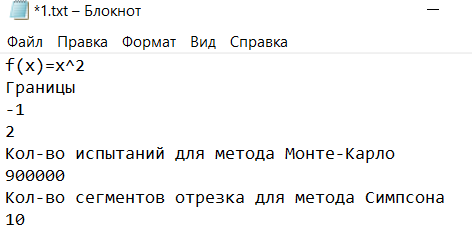 *1.txt – Блокнот
Файл Правка Формат Вид Справка
f(x)=x^2
Границы
-1
2
Кол-во испытаний для метода Монте-Карло
900000
Кол-во сегментов отрезка для метода Симпсона
10